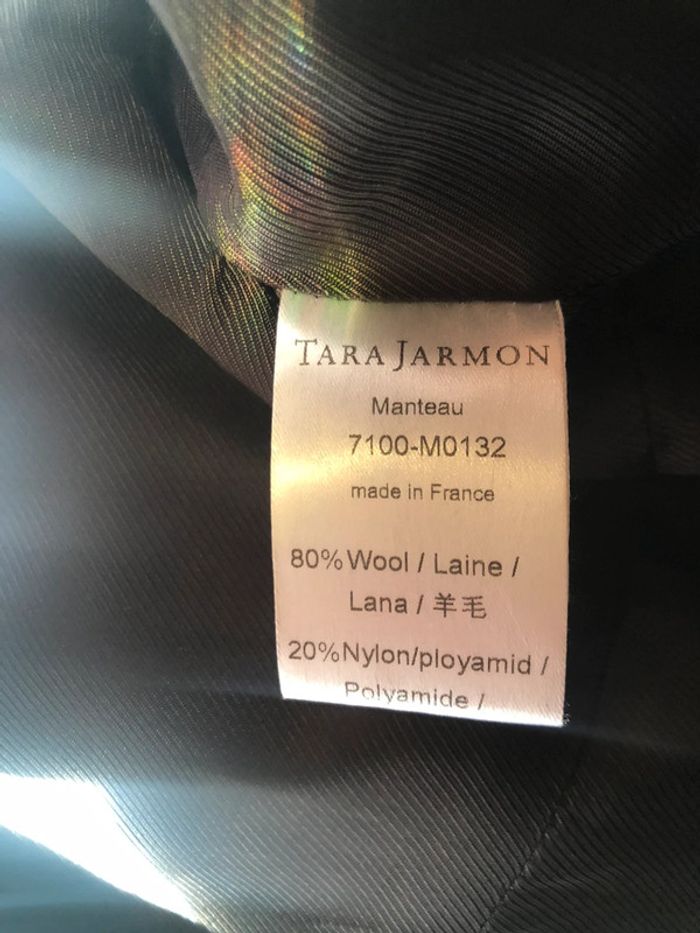 TARA JARMON
Manteau
7100-M0132
made in France
80%Wool / Laine /
Lana / 羊毛
20%Nylon/ployamid /
Polyamide /